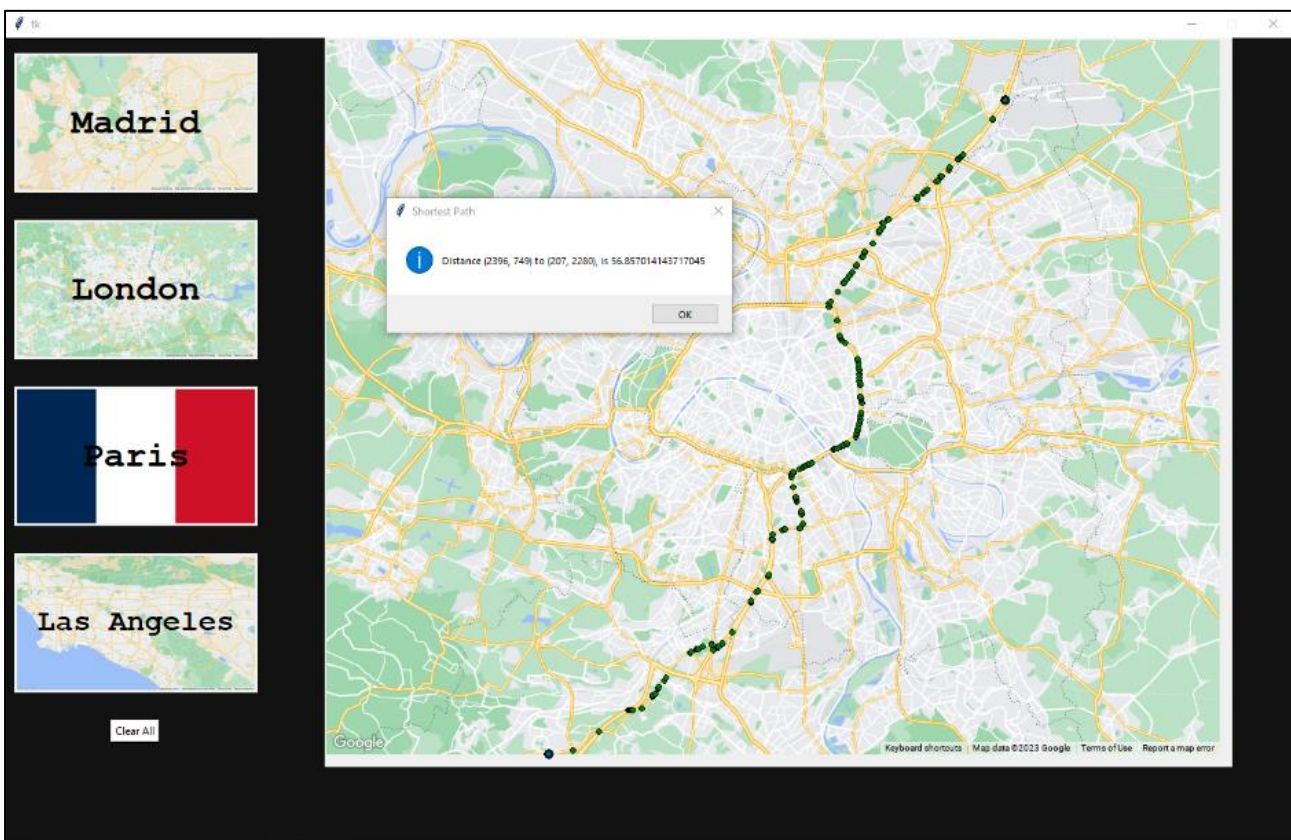 tk
Madrid
London
Paris
Las Angeles
Clear All
Shortest Path
Distance (2396, 749) to (207, 2280), is 56.857014143717045
OK
Google
Keyboard shortcuts Map data ©2023 Google Terms of Use Report a map error